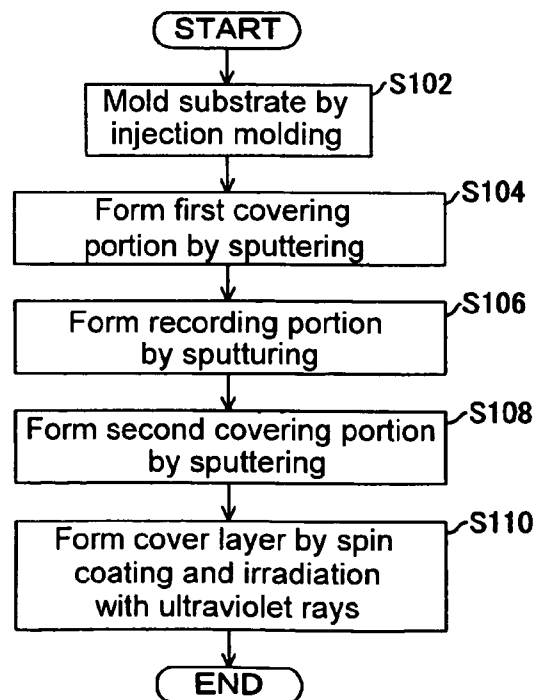 START
S102
Mold substrate by
injection molding
S104
Form first covering
portion by sputtering
S106
Form recording portion
by sputturing
S108
Form second covering portion
by sputtering
S110
Form cover layer by spin
coating and irradiation
with ultraviolet rays
END